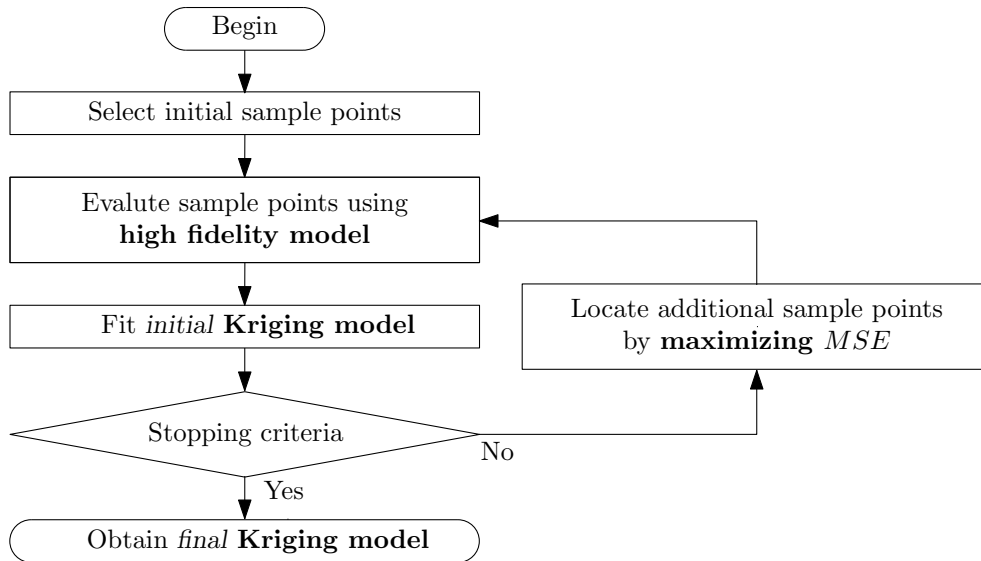 Begin
Select initial sample points
Evalute sample points using
high fidelity model
Fit initial Kriging model
Locate additional sample points
by maximizing MSE
Stopping criteria
No
Yes
Obtain final Kriging model